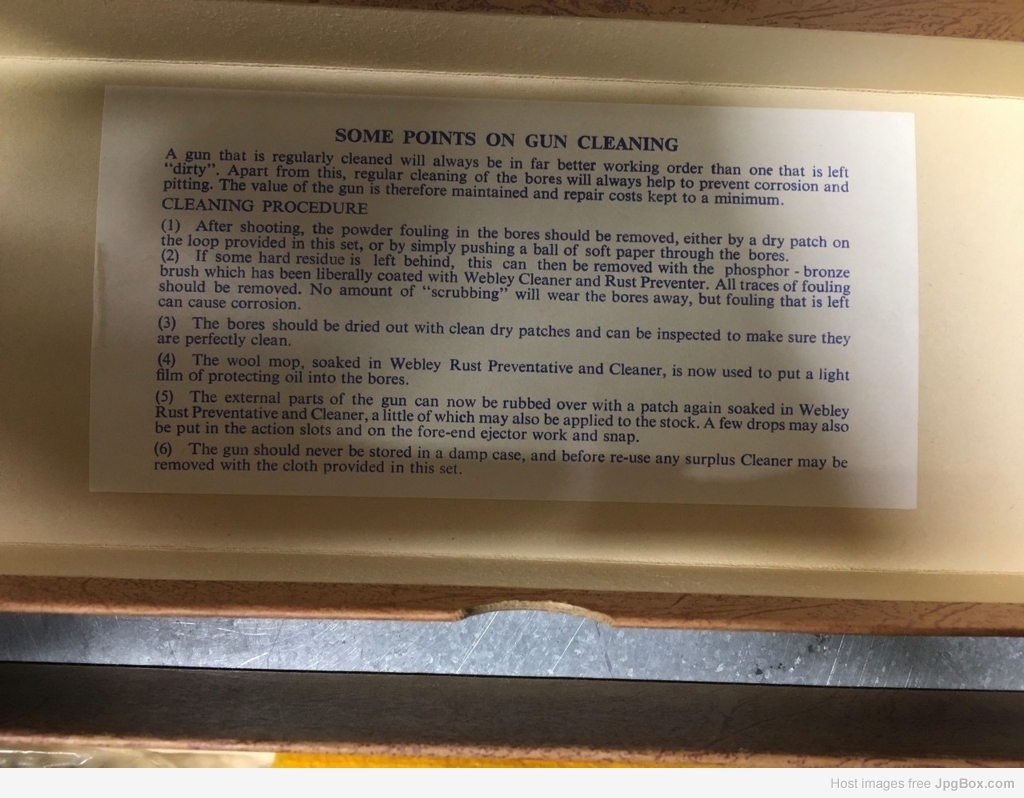 SOME POINTS ON GUN CLEANING
A gun that is regularly cleaned will always be in far better working order than one that is left
“dirty”. Apart from this, regular cleaning of the bores will always help to prevent corrosion and
pitting. The value of the gun is therefore maintained and repair costs kept to a minimum.
CLEANING PROCEDURE
(1) After shooting, the powder fouling in the bores should be removed, either by a dry patch on
the loop provided in this set, or by simply pushing a ball of soft paper through the bores.
(2) If some hard residue is left behind, this can then be removed with the phosphor - bronze
brush which has been liberally coated with Webley Cleaner and Rust Preventer. All traces of fouling
should be removed. No amount of “scrubbing” will wear the bores away, but fouling that is left
can cause corrosion.
(3) The bores should be dried out with clean dry patches and can be inspected to make sure they
are perfectly clean.
(4) The wool mop, soaked in Webley Rust Preventative and Cleaner, is now used to put a light
film of protecting oil into the bores.
(5) The external parts of the gun can now be rubbed over with a patch again soaked in Webley
Rust Preventative and Cleaner, a little of which may also be applied to the stock. A few drops may also
be put in the action slots and on the fore-end ejector work and snap.
(6) The gun should never be stored in a damp case, and before re-use any surplus Cleaner may be
removed with the cloth provided in this set.
Host images free JpgBox.com